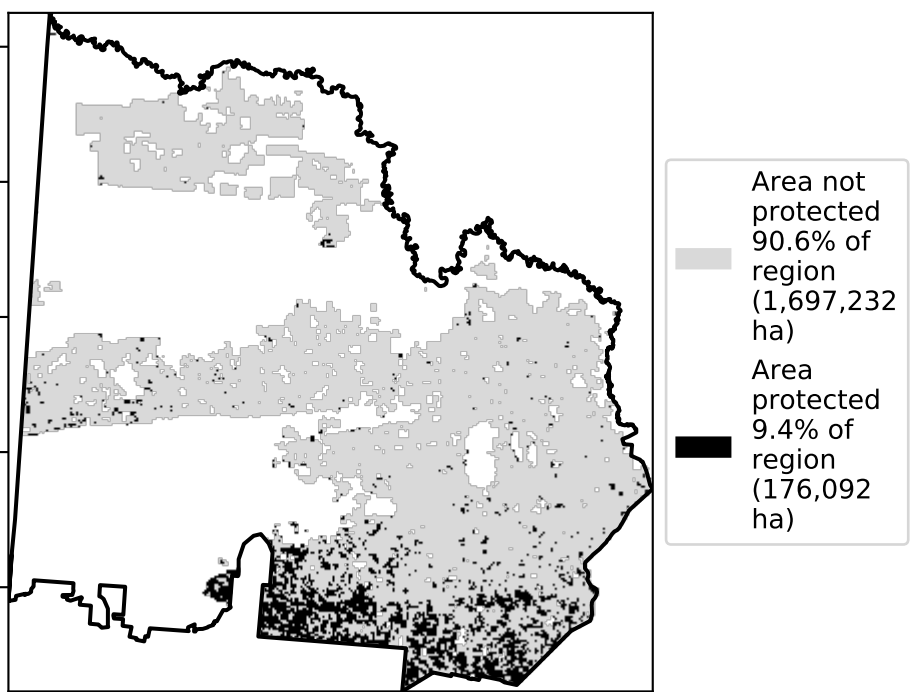 Area not
protected
90.6% of
region
(1,697,232
ha)
Area
protected
9.4% of
region
(176,092
ha)